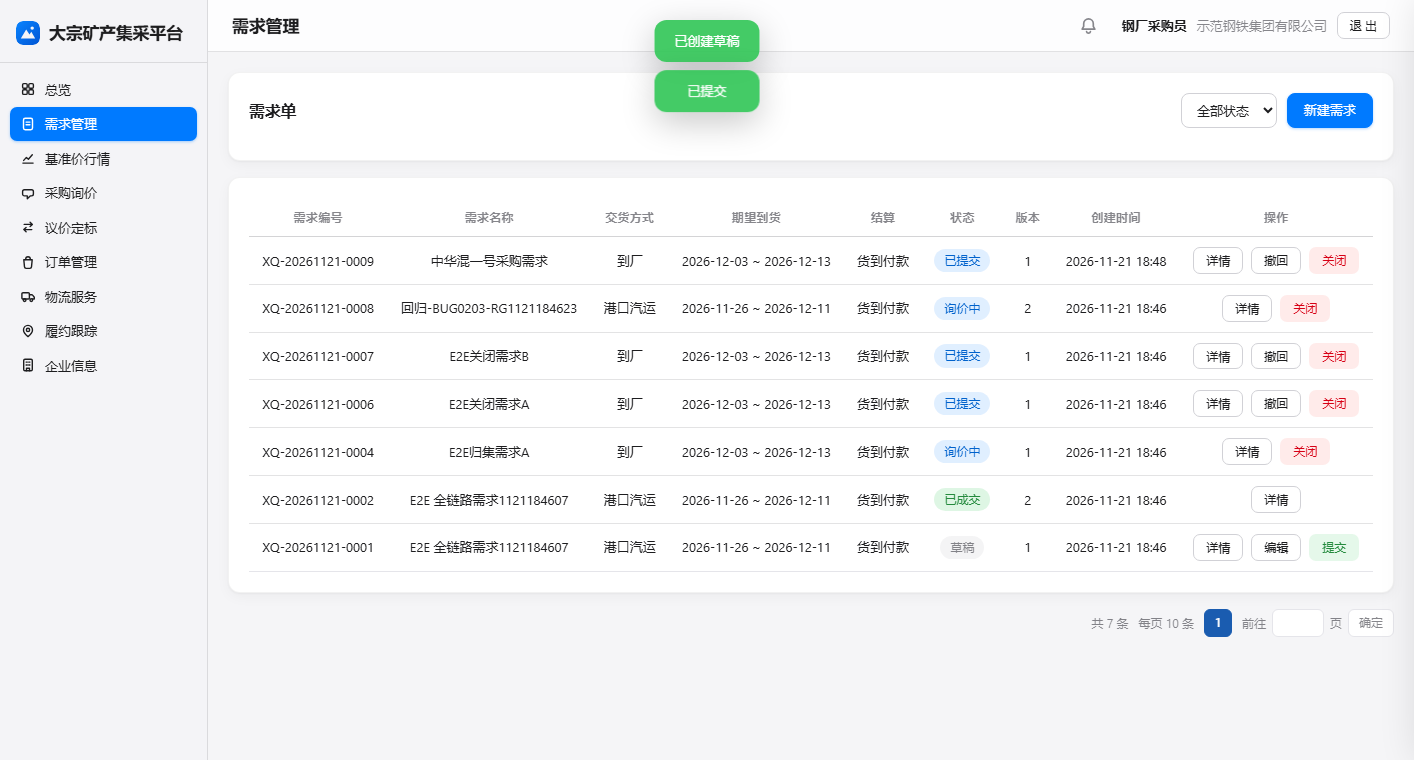 大宗矿产集采平台
总览
需求管理
基准价行情
采购询价
议价定标
订单管理
物流服务
履约跟踪
企业信息
需求管理
已创建草稿
已提交
钢厂采购员 示范钢铁集团有限公司 退出
需求单
全部状态 新建需求
需求编号 需求名称 交货方式 期望到货 结算 状态 版本 创建时间 操作
XQ-20261121-0009 中华混一号采购需求 到厂 2026-12-03 ~ 2026-12-13 货到付款 已提交 1 2026-11-21 18:48 详情 撤回 关闭
XQ-20261121-0008 回归-BUG0203-RG1121184623 港口汽运 2026-11-26 ~ 2026-12-11 货到付款 询价中 2 2026-11-21 18:46 详情 关闭
XQ-20261121-0007 E2E关闭需求B 到厂 2026-12-03 ~ 2026-12-13 货到付款 已提交 1 2026-11-21 18:46 详情 撤回 关闭
XQ-20261121-0006 E2E关闭需求A 到厂 2026-12-03 ~ 2026-12-13 货到付款 已提交 1 2026-11-21 18:46 详情 撤回 关闭
XQ-20261121-0004 E2E归集需求A 到厂 2026-12-03 ~ 2026-12-13 货到付款 询价中 1 2026-11-21 18:46 详情 关闭
XQ-20261121-0002 E2E 全链路需求1121184607 港口汽运 2026-11-26 ~ 2026-12-11 货到付款 已成交 2 2026-11-21 18:46 详情
XQ-20261121-0001 E2E 全链路需求1121184607 港口汽运 2026-11-26 ~ 2026-12-11 货到付款 草稿 1 2026-11-21 18:46 详情 编辑 提交
共 7 条 每页 10 条 1 前往 页 确定